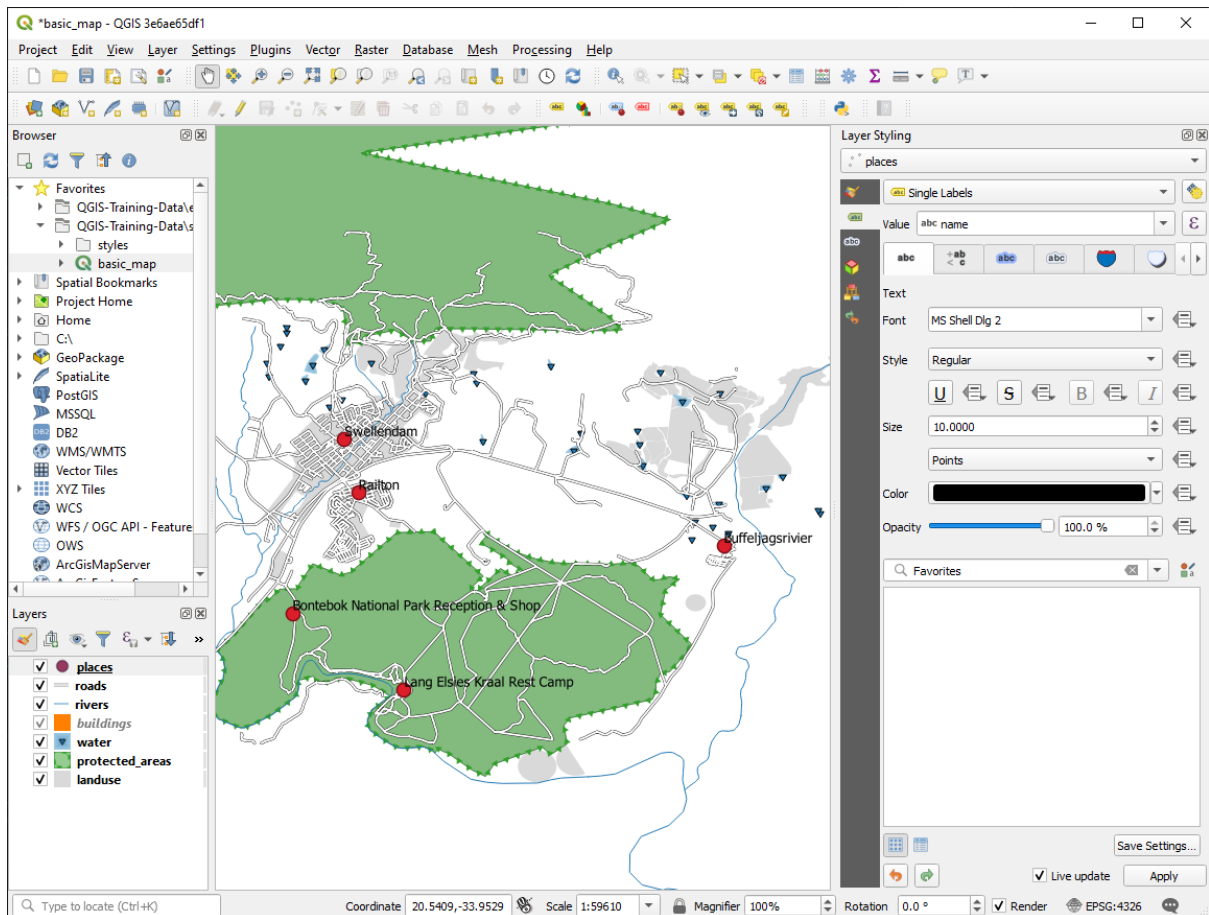 *basic_map - QGIS 3e6ae65df1
Project Edit View Layer Settings Plugins Vector Raster Database Mesh Processing Help
Browser
Favorites
QGIS-Training-Data\e
QGIS-Training-Data\s
styles
basic_map
Spatial Bookmarks
Project Home
Home
C:\
GeoPackage
SpatiaLite
PostGIS
MSSQL
DB2
WMS/WMTS
Vector Tiles
XYZ Tiles
WCS
WFS / OGC API - Feature
OWS
ArcGisMapServer
Layers
places
roads
rivers
buildings
water
protected_areas
landuse
Swellendam
Railton
Buffeljagsrivier
Bontebok National Park Reception & Shop
Lang Elsies Kraal Rest Camp
Layer Styling
places
Single Labels
Value abc name ε
abc +ab < c abc abc
Text
Font MS Shell Dlg 2
Style Regular
U S B I
Size 10.0000
Points
Color
Opacity 100.0 %
Favorites
Save Settings...
Live update Apply
Type to locate (Ctrl+K) Coordinate 20.5409,-33.9529 Scale 1:59610 Magnifier 100% Rotation 0.0 ° Render EPSG:4326